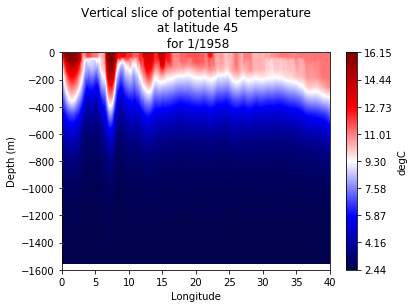 Vertical slice of potential temperature
at latitude 45
for 1/1958
0
−200
−400
−600
−800
−1000
−1200
−1400
−1600
Depth (m)
0 5 10 15 20 25 30 35 40
Longitude
16.15
14.44
12.73
11.01
9.30
7.58
5.87
4.16
2.44
degC